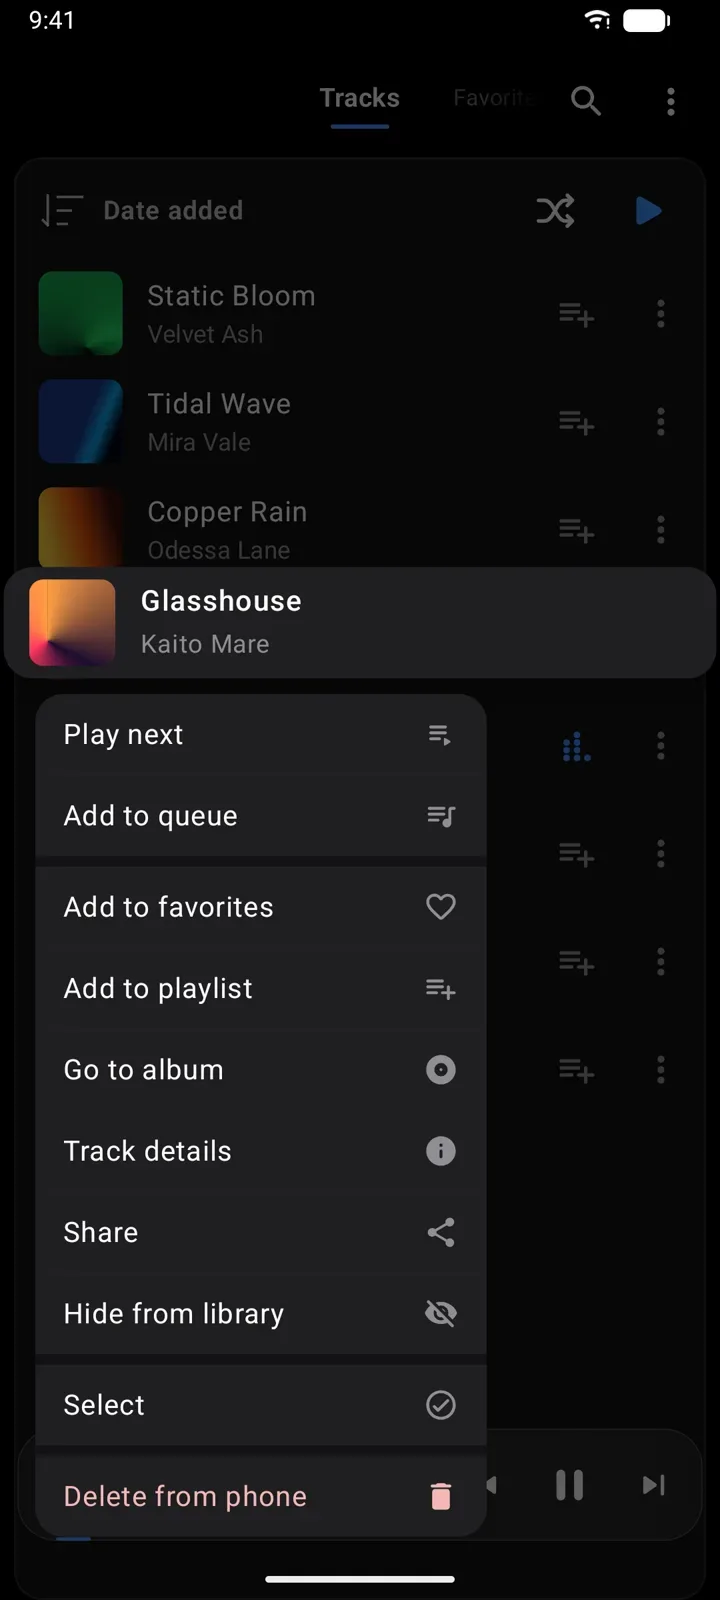 9:41
Tracks
Date added
Static Bloom
Velvet Ash
Tidal Wave
Mira Vale
Copper Rain
Odessa Lane
Glasshouse
Kaito Mare
Play next
Add to queue
Add to favorites
Add to playlist
Go to album
Track details
Share
Hide from library
Select
Delete from phone